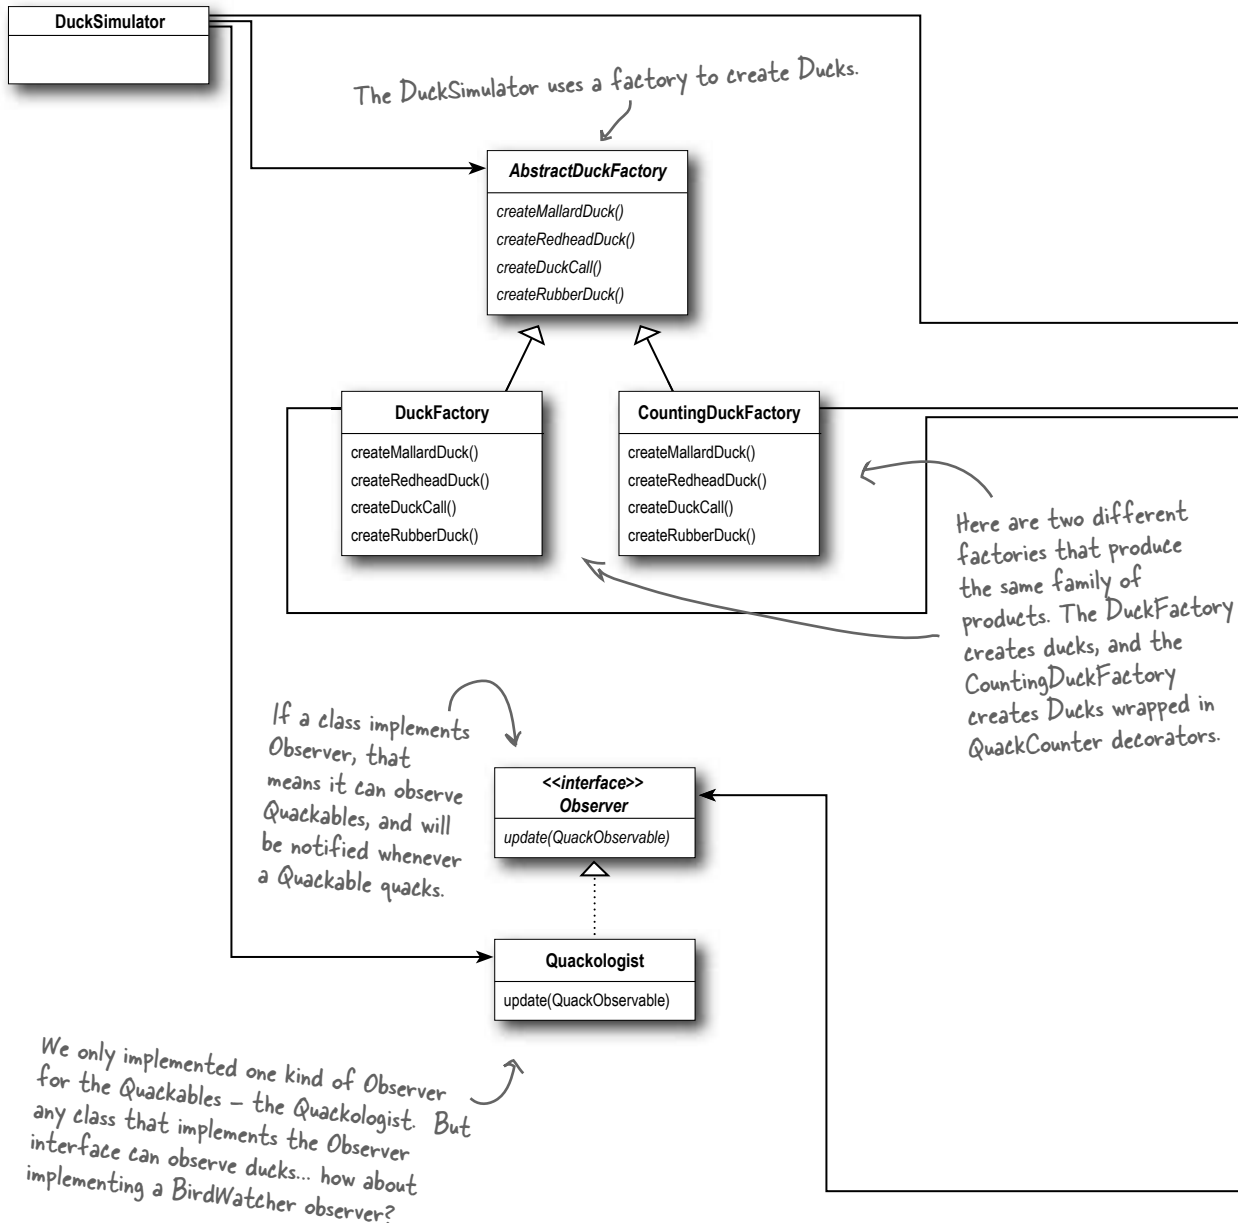 DuckSimulator
The DuckSimulator uses a factory to create Ducks.
AbstractDuckFactory
createMallardDuck()
createRedheadDuck()
createDuckCall()
createRubberDuck()
DuckFactory
createMallardDuck()
createRedheadDuck()
createDuckCall()
createRubberDuck()
CountingDuckFactory
createMallardDuck()
createRedheadDuck()
createDuckCall()
createRubberDuck()
Here are two different
factories that produce
the same family of
products. The DuckFactory
creates ducks, and the
CountingDuckFactory
creates Ducks wrapped in
QuackCounter decorators.
If a class implements
Observer, that
means it can observe
Quackables, and will
be notified whenever
a Quackable quacks.
<<interface>>
Observer
update(QuackObservable)
Quackologist
update(QuackObservable)
We only implemented one kind of Observer
for the Quackables – the Quackologist. But
any class that implements the Observer
interface can observe ducks... how about
implementing a BirdWatcher observer?